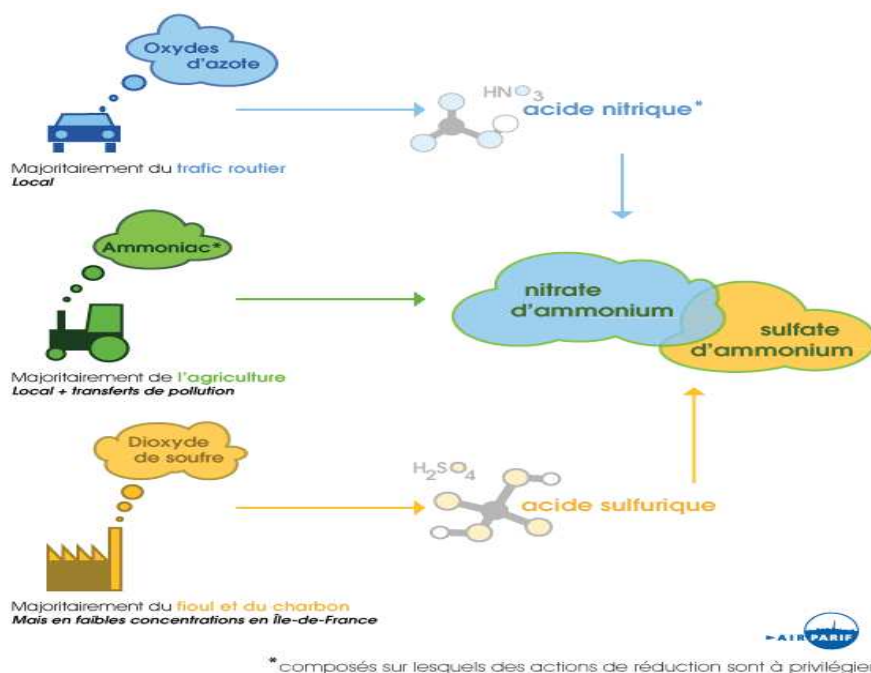 Oxydes
d'azote
HNO3
acide nitrique*
Majoritairement du trafic routier
Local
Ammoniac*
nitrate
d'ammonium
sulfate
d'ammonium
Majoritairement de l'agriculture
Local + transferts de pollution
Dioxyde
de soufre
H2SO4
acide sulfurique
Majoritairement du fioul et du charbon
Mais en faibles concentrations en Île-de-France
AIRPARIF
*composés sur lesquels des actions de réduction sont à privilégier